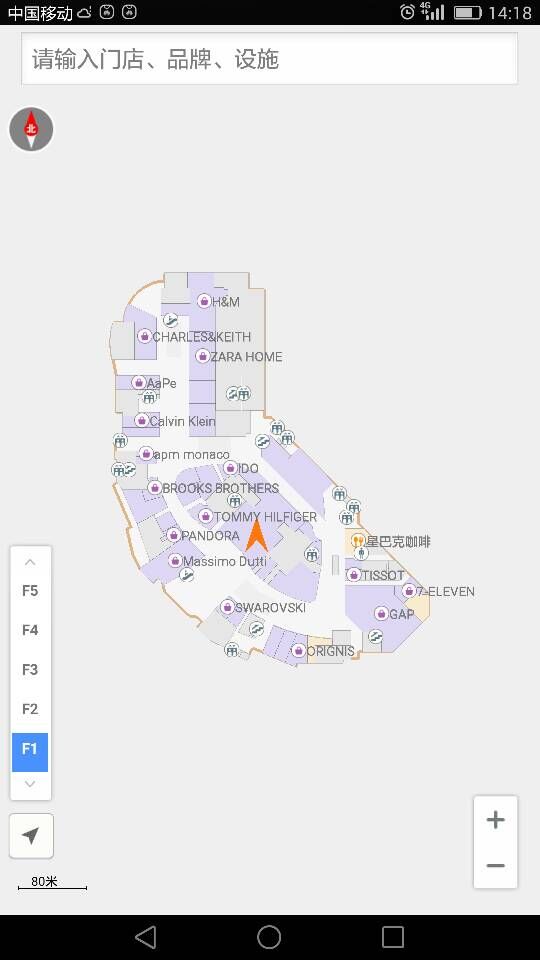 中国移动
4G
14:18
请输入门店、品牌、设施
北
H&M
CHARLES&KEITH
ZARA HOME
AaPe
Calvin Klein
apm monaco
IDO
BROOKS BROTHERS
TOMMY HILFIGER
PANDORA
星巴克咖啡
Massimo Dutti
TISSOT
7-ELEVEN
SWAROVSKI
GAP
ORIGNIS
F5
F4
F3
F2
F1
80米